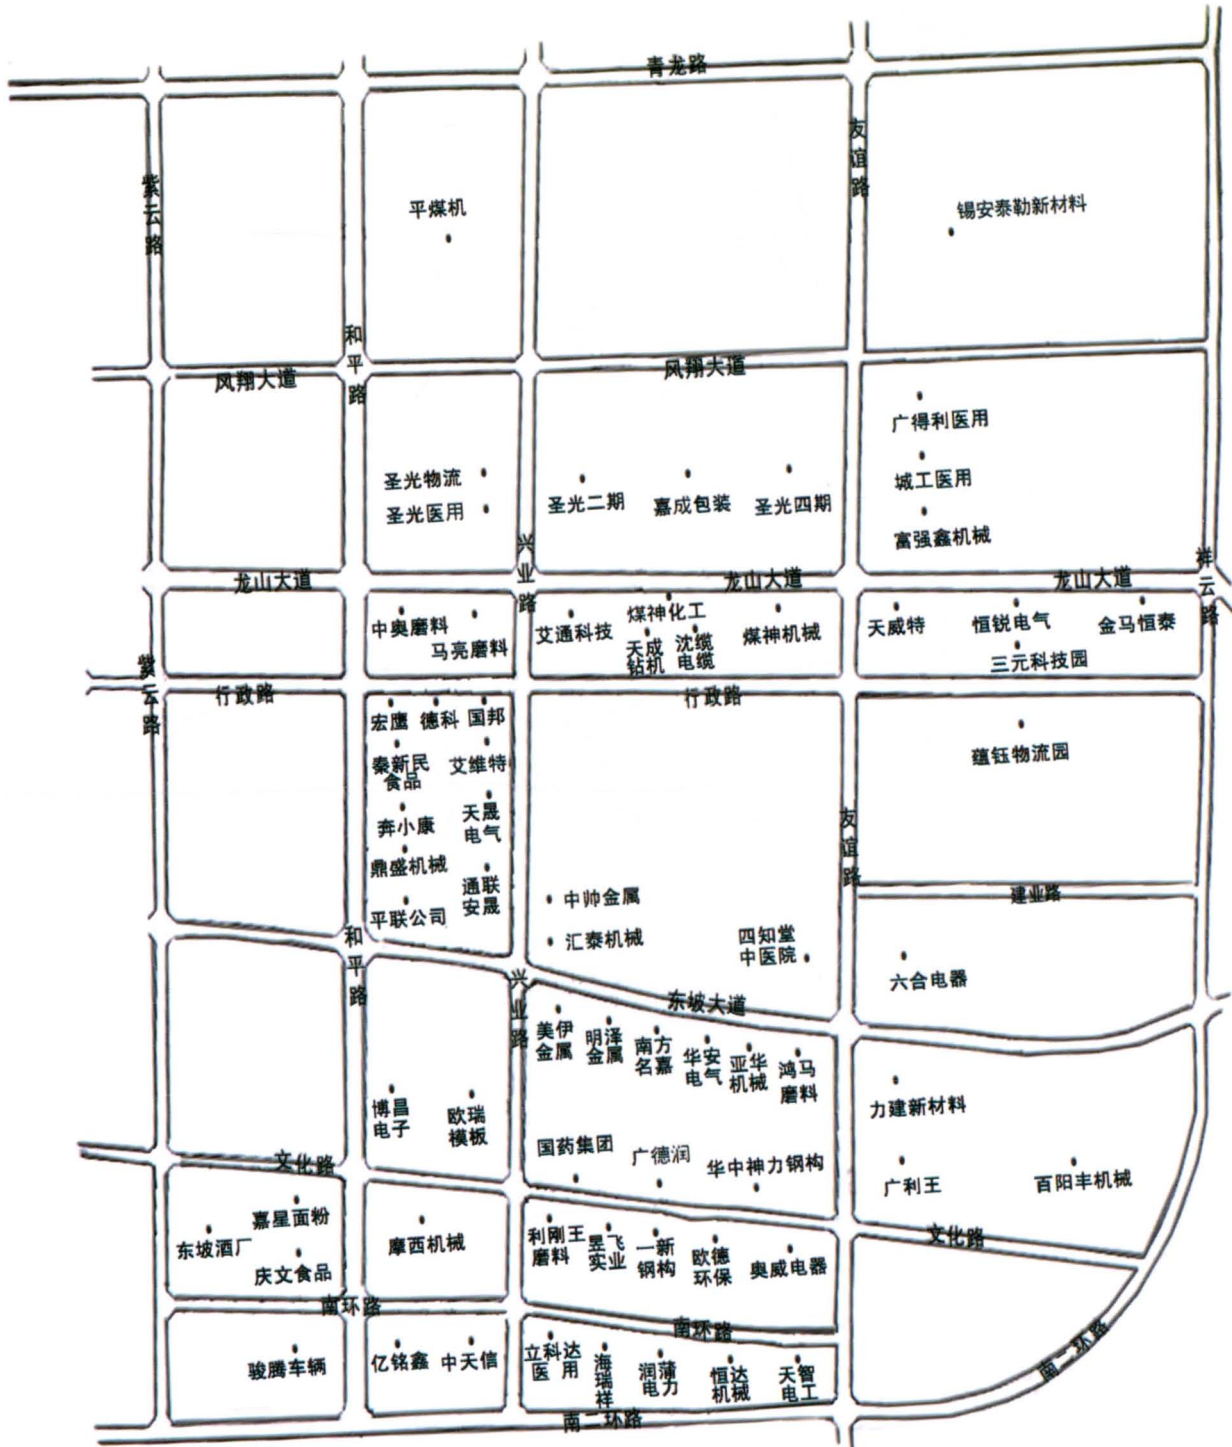 青龙路
友谊路
紫云路
平煤机
锡安泰勒新材料
和平路
凤翔大道
凤翔大道
广得利医用
圣光物流
城工医用
圣光二期
嘉成包装
圣光四期
圣光医用
富强鑫机械
兴业路
祥云路
龙山大道
龙山大道
龙山大道
中奥磨料
马亮磨料
艾通科技
煤神化工
天成
钻机
沈缆
电缆
煤神机械
天威特
恒锐电气
金马恒泰
三元科技园
紫云路
行政路
行政路
宏鹰
德科
国邦
秦新民
食品
艾维特
蕴钰物流园
奔小康
天晟
电气
友谊路
鼎盛机械
通联
安晟
平联公司
中帅金属
建业路
和平路
汇泰机械
四知堂
中医院
六合电器
兴业路
东坡大道
美伊
金属
明泽
金属
南方
名嘉
华安
电气
亚华
机械
鸿马
磨料
博昌
电子
欧瑞
模板
力建新材料
国药集团
广德润
华中神力钢构
文化路
广利王
百阳丰机械
嘉星面粉
东坡酒厂
庆文食品
摩西机械
利刚王
磨料
昱飞
实业
一新
钢构
欧德
环保
奥威电器
文化路
南环路
南环路
骏腾车辆
亿铭鑫
中天信
立科达
医用
海瑞祥
润蒲
电力
恒达
机械
天智
电工
南二环路
南二环路